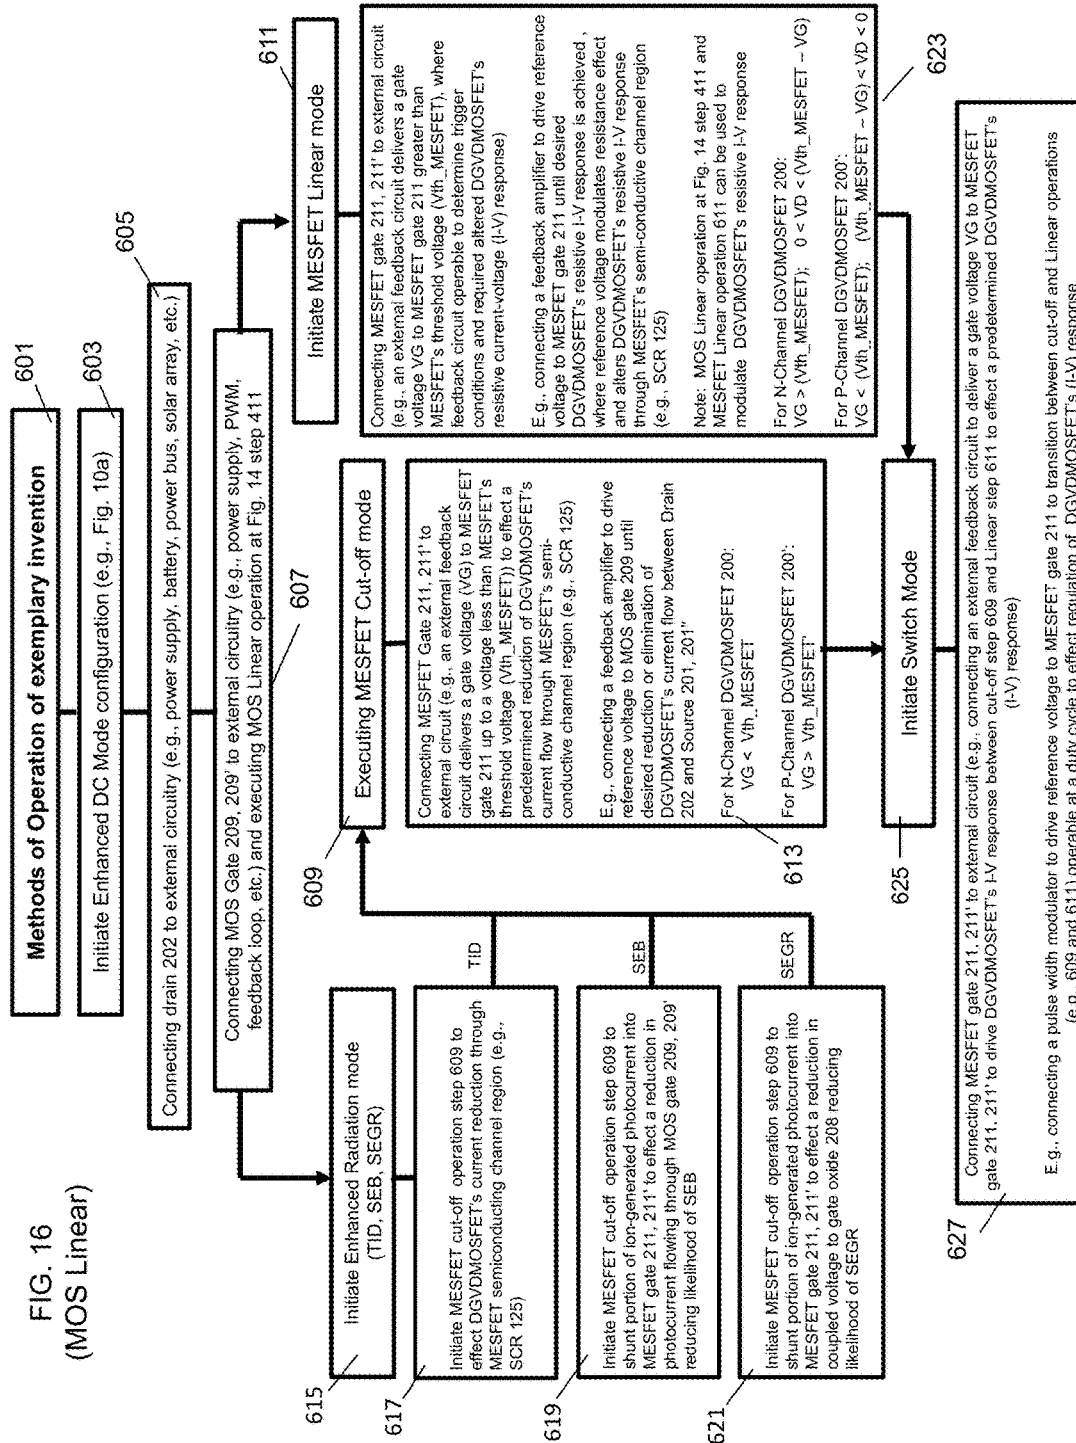 FIG. 16
(MOS Linear)
Methods of Operation of exemplary invention
601
Initiate Enhanced DC Mode configuration (e.g., Fig. 10a)
603
Connecting drain 202 to external circuitry (e.g., power supply, battery, power bus, solar array, etc.)
605
Connecting MOS Gate 209, 209' to external circuitry (e.g., power supply, PWM,
feedback loop, etc.) and executing MOS Linear operation at Fig. 14 step 411
607
615
Initiate Enhanced Radiation mode
(TID, SEB, SEGR)
617
Initiate MESFET cut-off operation step 609 to
effect DGVDMOSFET's current reduction through
MESFET semiconducting channel region (e.g.,
SCR 125)
TID
619
Initiate MESFET cut-off operation step 609 to
shunt portion of ion-generated photocurrent into
MESFET gate 211, 211' to effect a reduction in
photocurrent flowing through MOS gate 209, 209'
reducing likelihood of SEB
SEB
621
Initiate MESFET cut-off operation step 609 to
shunt portion of ion-generated photocurrent into
MESFET gate 211, 211' to effect a reduction in
coupled voltage to gate oxide 208 reducing
likelihood of SEGR
SEGR
609
Executing MESFET Cut-off mode
Connecting MESFET Gate 211, 211' to
external circuit (e.g., an external feedback
circuit delivers a gate voltage (VG) to MESFET
gate 211 up to a voltage less than MESFET's
threshold voltage (Vth_MESFET)) to effect a
predetermined reduction of DGVDMOSFET's
current flow through MESFET's semi-
conductive channel region (e.g., SCR 125)
E.g., connecting a feedback amplifier to drive
reference voltage to MOS gate 209 until
desired reduction or elimination of
DGVDMOSFET's current flow between Drain
202 and Source 201, 201"
For N-Channel DGVDMOSFET 200:
VG < Vth_MESFET
For P-Channel DGVDMOSFET 200':
VG > Vth_MESFET
613
611
Initiate MESFET Linear mode
Connecting MESFET gate 211, 211' to external circuit
(e.g., an external feedback circuit delivers a gate
voltage VG to MESFET gate 211 greater than
MESFET's threshold voltage (Vth_MESFET), where
feedback circuit operable to determine trigger
conditions and required altered DGVDMOSFET's
resistive current-voltage (I-V) response)
E.g., connecting a feedback amplifier to drive reference
voltage to MESFET gate 211 until desired
DGVDMOSFET's resistive I-V response is achieved ,
where reference voltage modulates resistance effect
and alters DGVDMOSFET's resistive I-V response
through MESFET's semi-conductive channel region
(e.g., SCR 125)
Note: MOS Linear operation at Fig. 14 step 411 and
MESFET Linear operation 611 can be used to
modulate DGVDMOSFET's resistive I-V response
For N-Channel DGVDMOSFET 200:
VG > (Vth_MESFET); 0 < VD < (Vth_MESFET – VG)
For P-Channel DGVDMOSFET 200':
VG < (Vth_MESFET); (Vth_MESFET – VG) < VD < 0
623
Initiate Switch Mode
625
Connecting MESFET gate 211, 211' to external circuit (e.g., connecting an external feedback circuit to deliver a gate voltage VG to MESFET
gate 211, 211' to drive DGVDMOSFET's I-V response between cut-off step 609 and Linear step 611 to effect a predetermined DGVDMOSFET's
(I-V) response)
E.g., connecting a pulse width modulator to drive reference voltage to MESFET gate 211 to transition between cut-off and Linear operations
(e.g., 609 and 611) operable at a duty cycle to effect regulation of DGVDMOSFET's (I-V) response
627